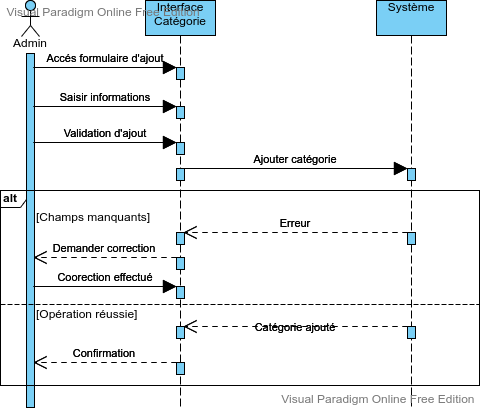 Visual Paradigm Online Free Edition
Interface
Catégorie
Système
Admin
Accés formulaire d'ajout
Saisir informations
Validation d'ajout
Ajouter catégorie
alt
[Champs manquants]
Erreur
Demander correction
Coorection effectué
[Opération réussie]
Catégorie ajouté
Confirmation
Visual Paradigm Online Free Edition